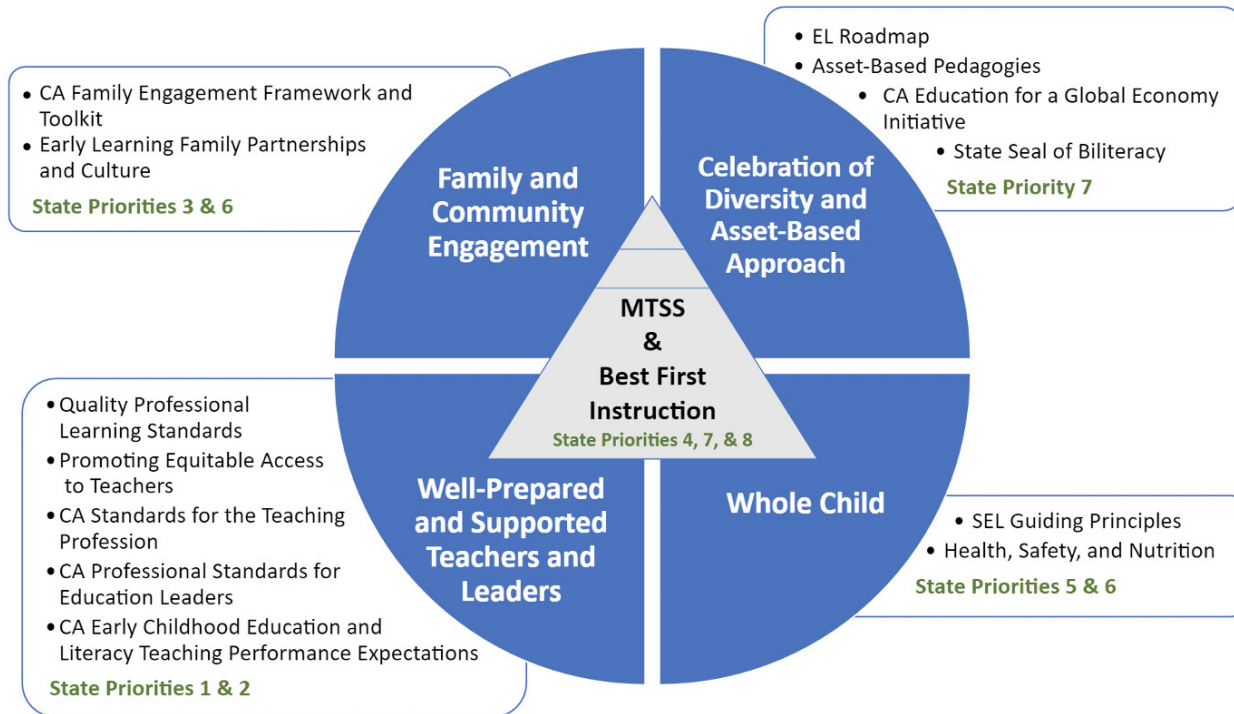 • CA Family Engagement Framework and
Toolkit
• Early Learning Family Partnerships
and Culture
State Priorities 3 & 6
Family and
Community
Engagement
• EL Roadmap
• Asset-Based Pedagogies
• CA Education for a Global Economy
Initiative
• State Seal of Biliteracy
State Priority 7
Celebration of
Diversity and
Asset-Based
Approach
MTSS
&
Best First
Instruction
State Priorities 4, 7, & 8
• Quality Professional
Learning Standards
• Promoting Equitable Access
to Teachers
• CA Standards for the Teaching
Profession
• CA Professional Standards for
Education Leaders
• CA Early Childhood Education and
Literacy Teaching Performance Expectations
State Priorities 1 & 2
Well-Prepared
and Supported
Teachers and
Leaders
Whole Child
• SEL Guiding Principles
• Health, Safety, and Nutrition
State Priorities 5 & 6